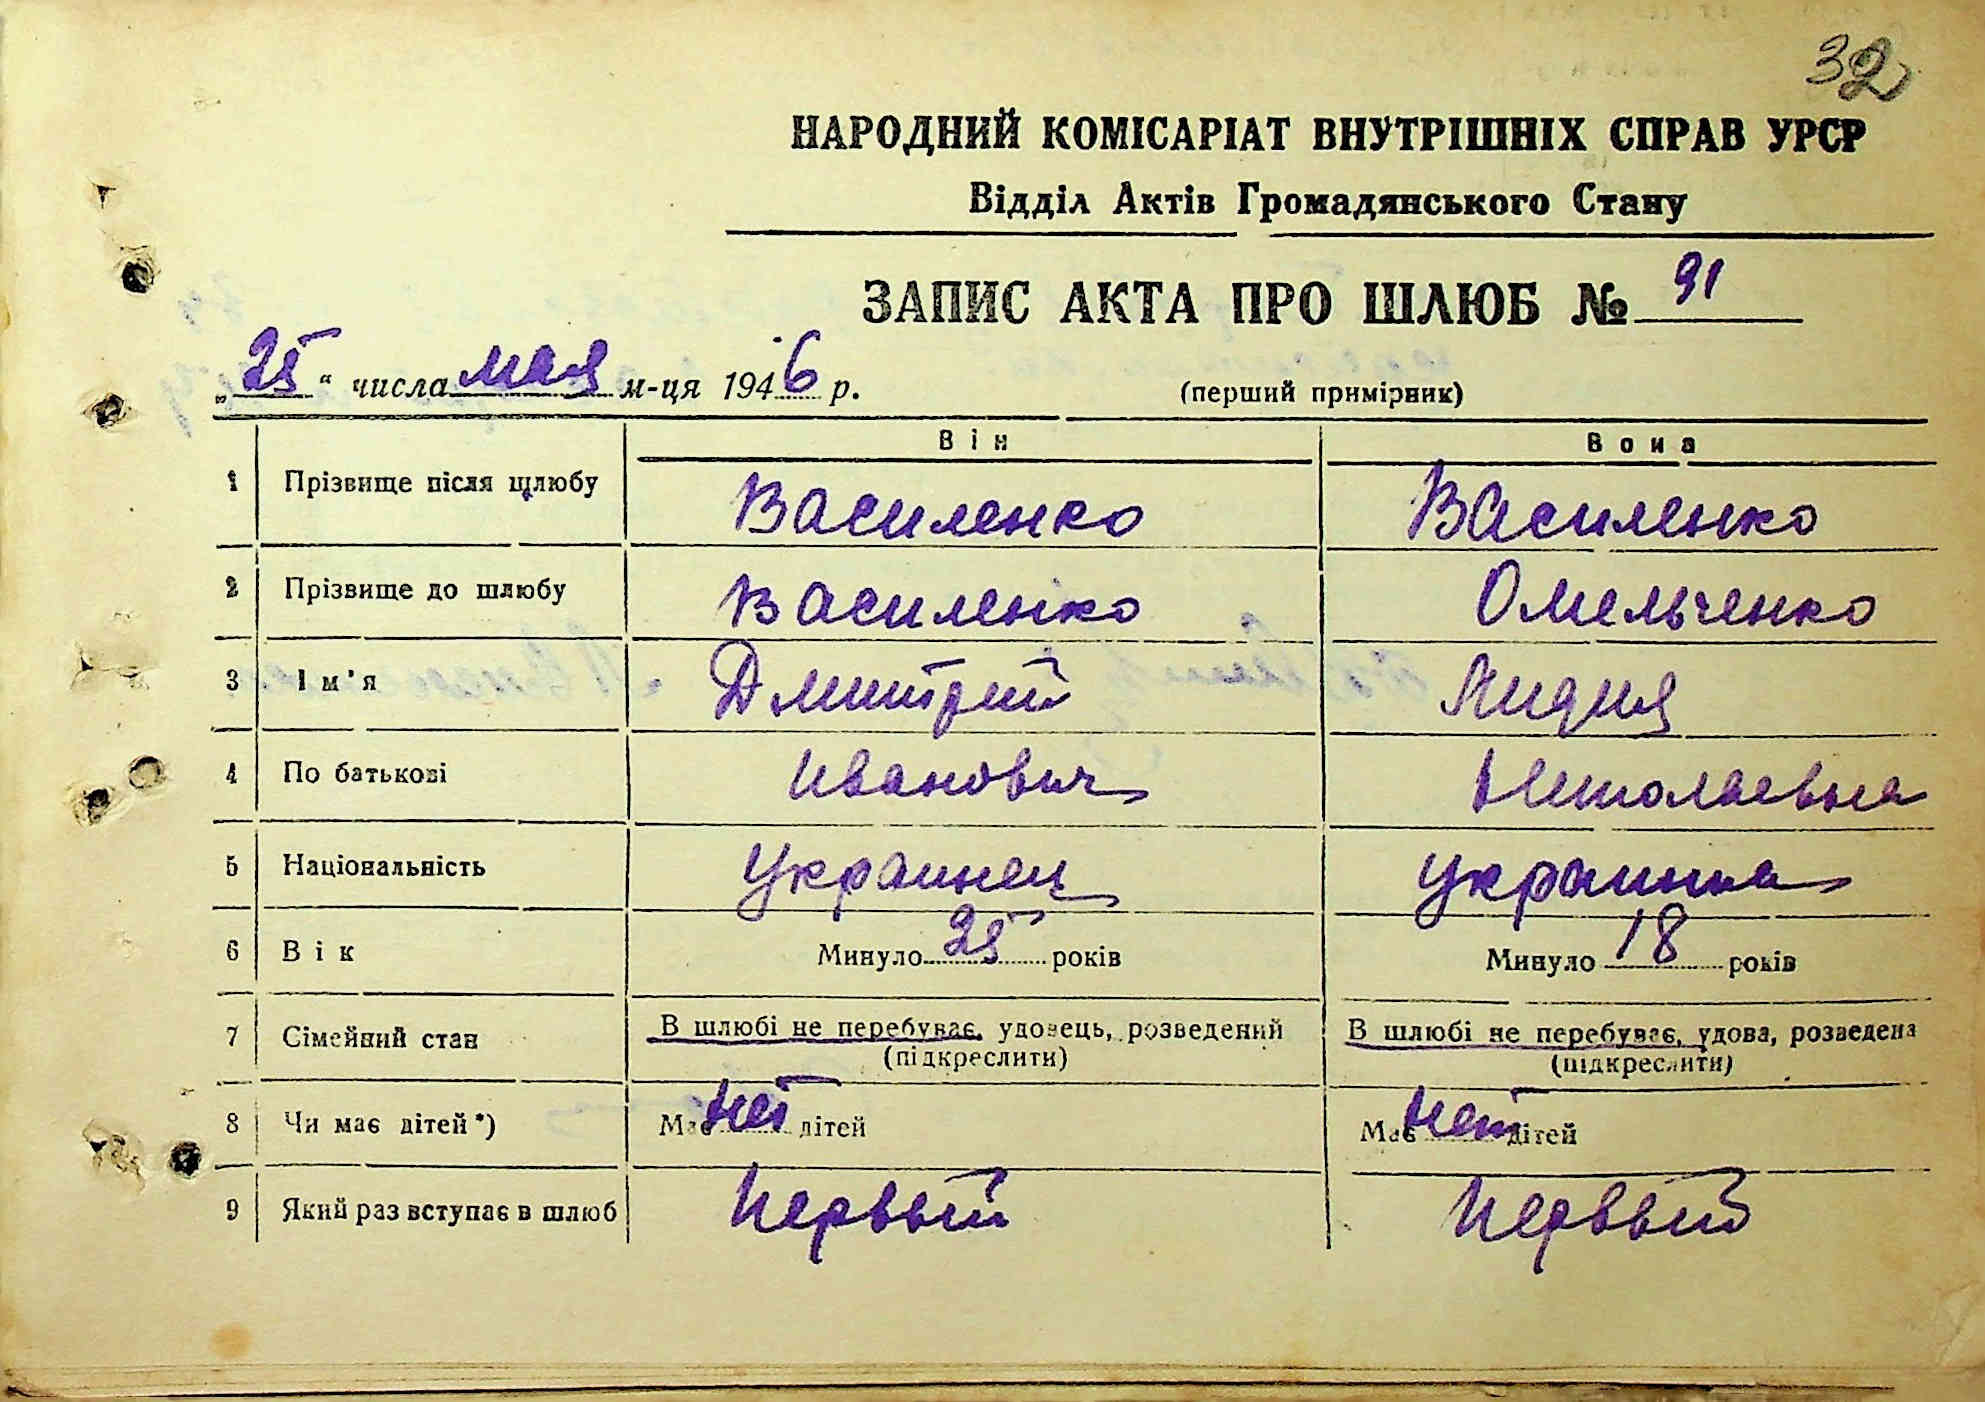 32
НАРОДНИЙ КОМІСАРІАТ ВНУТРІШНІХ СПРАВ УРСР
Відділ Актів Громадянського Стану
ЗАПИС АКТА ПРО ШЛЮБ № 91
„25“ числа мая м-ця 1946 р. (перший примірник)
Він Вона
1 Прізвище після шлюбу Василенко Василенко
2 Прізвище до шлюбу Василенко Омельченко
3 Ім'я Дмитрий Лидия
4 По батькові Иванович Николаевна
5 Національність Украинец Украинка
6 Вік Минуло 25 років Минуло 18 років
7 Сімейний стан В шлюбі не перебуває, удовець, розведений В шлюбі не перебуває, удова, розведена
(підкреслити) (підкреслити)
8 Чи має дітей*) Має нет дітей Має нет дітей
9 Який раз вступає в шлюб Первый Первый